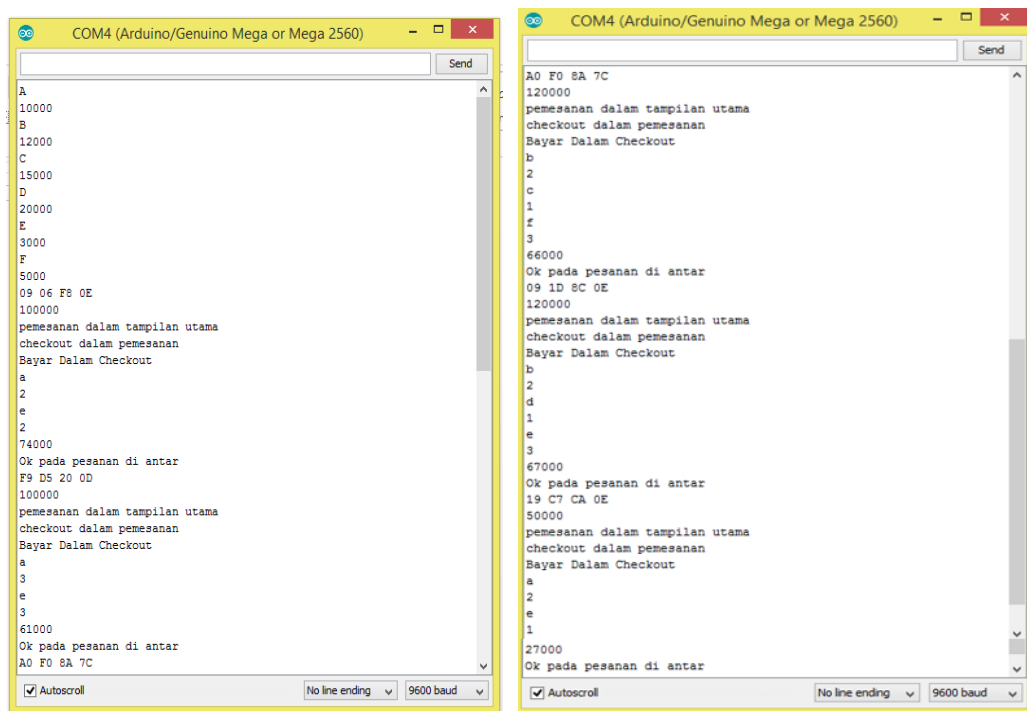 COM4 (Arduino/Genuino Mega or Mega 2560)
Send
A
10000
B
12000
C
15000
D
20000
E
3000
F
5000
09 06 F8 0E
100000
pemesanan dalam tampilan utama
checkout dalam pemesanan
Bayar Dalam Checkout
a
2
e
2
74000
Ok pada pesanan di antar
F9 D5 20 0D
100000
pemesanan dalam tampilan utama
checkout dalam pemesanan
Bayar Dalam Checkout
a
3
e
3
61000
Ok pada pesanan di antar
A0 F0 8A 7C
Autoscroll
No line ending
9600 baud
COM4 (Arduino/Genuino Mega or Mega 2560)
Send
A0 F0 8A 7C
120000
pemesanan dalam tampilan utama
checkout dalam pemesanan
Bayar Dalam Checkout
b
2
c
1
f
3
66000
Ok pada pesanan di antar
09 1D 8C 0E
120000
pemesanan dalam tampilan utama
checkout dalam pemesanan
Bayar Dalam Checkout
b
2
d
1
e
3
67000
Ok pada pesanan di antar
19 C7 CA 0E
50000
pemesanan dalam tampilan utama
checkout dalam pemesanan
Bayar Dalam Checkout
a
2
e
1
27000
Ok pada pesanan di antar
Autoscroll
No line ending
9600 baud